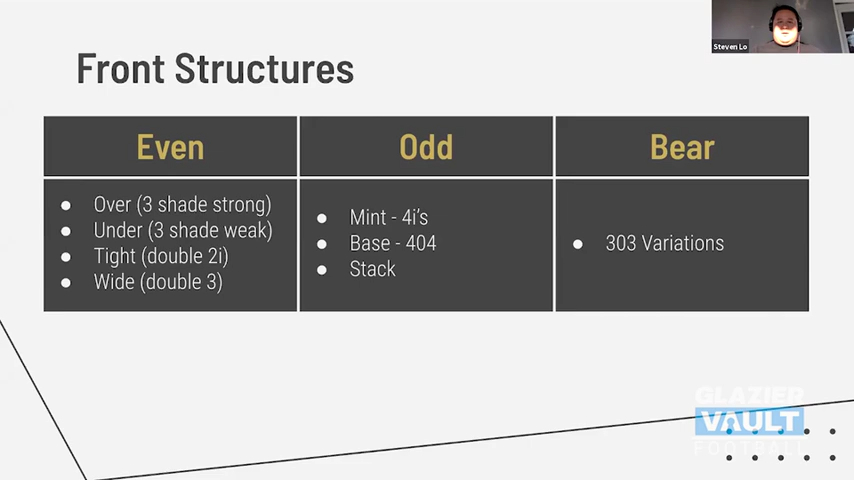 Steven Lo
Front Structures
Even
Odd
Bear
Over (3 shade strong)
Under (3 shade weak)
Tight (double 2i)
Wide (double 3)
Mint - 4i's
Base - 404
Stack
303 Variations
GLAZIER
VAULT
FOOTBALL